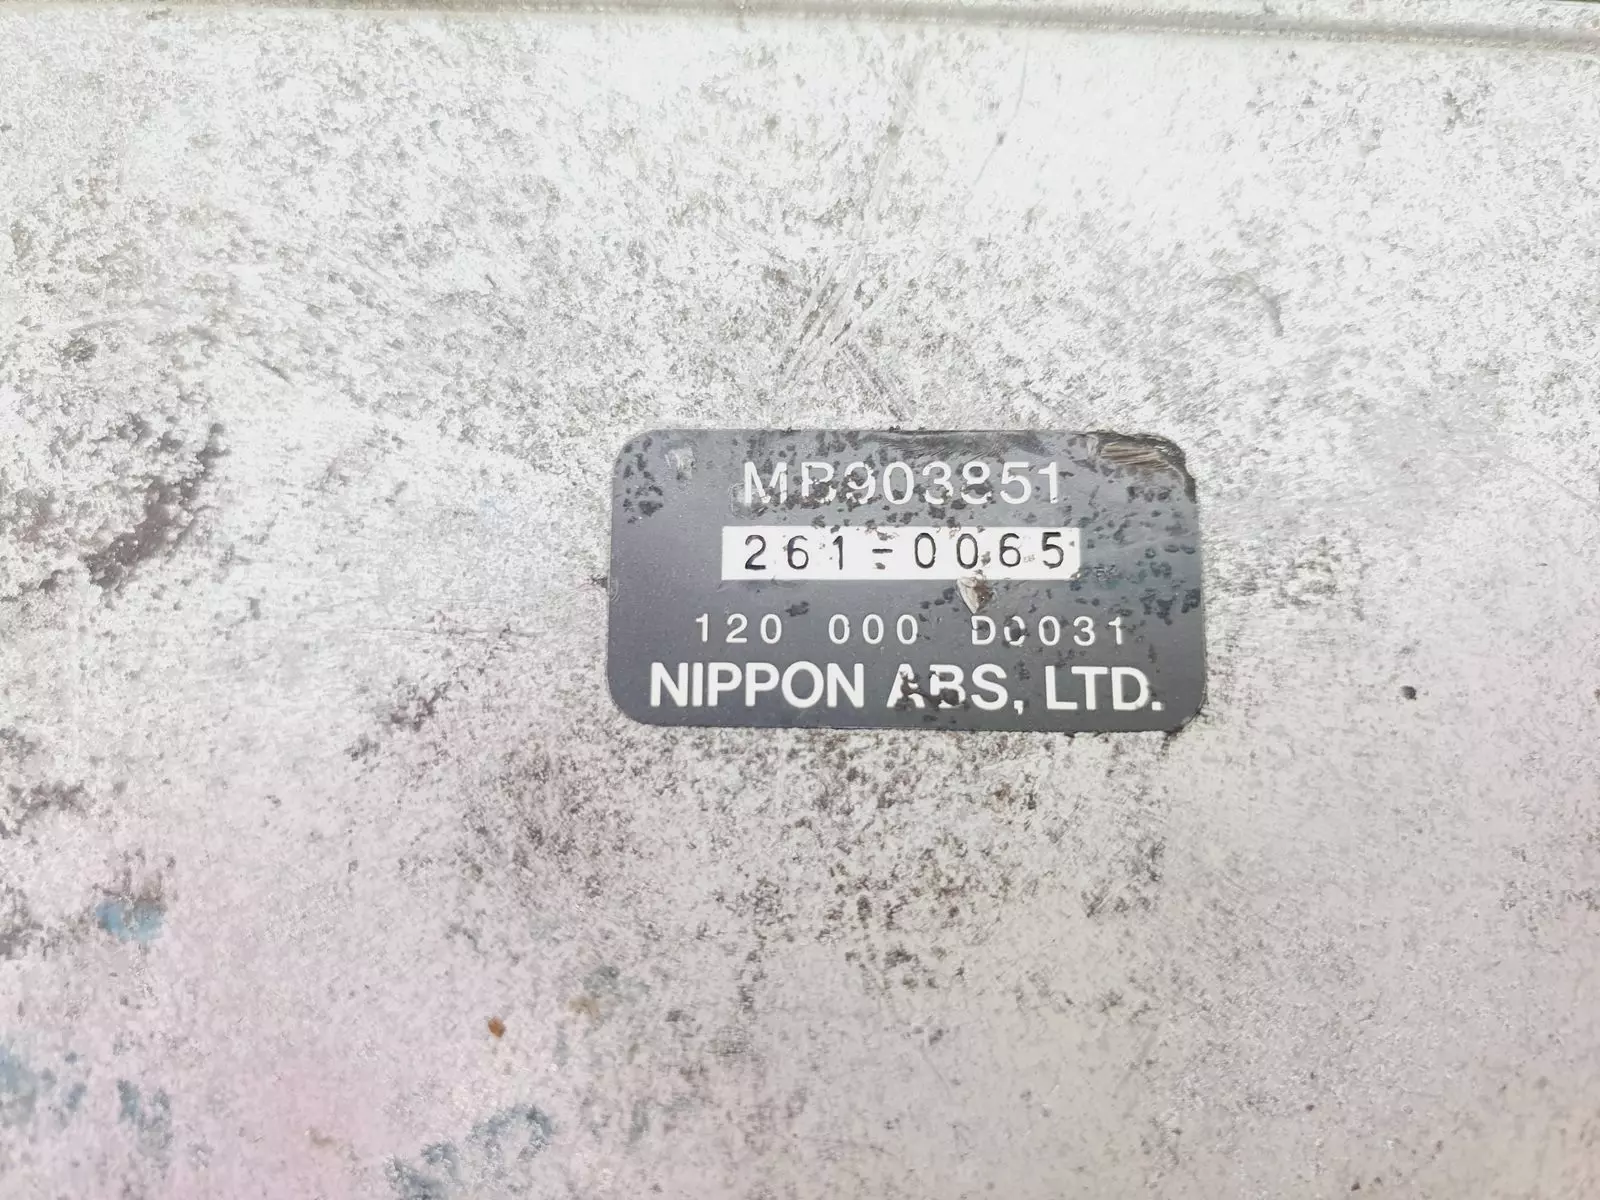 MB903851
261-0065
120 000 D0031
NIPPON ABS, LTD.